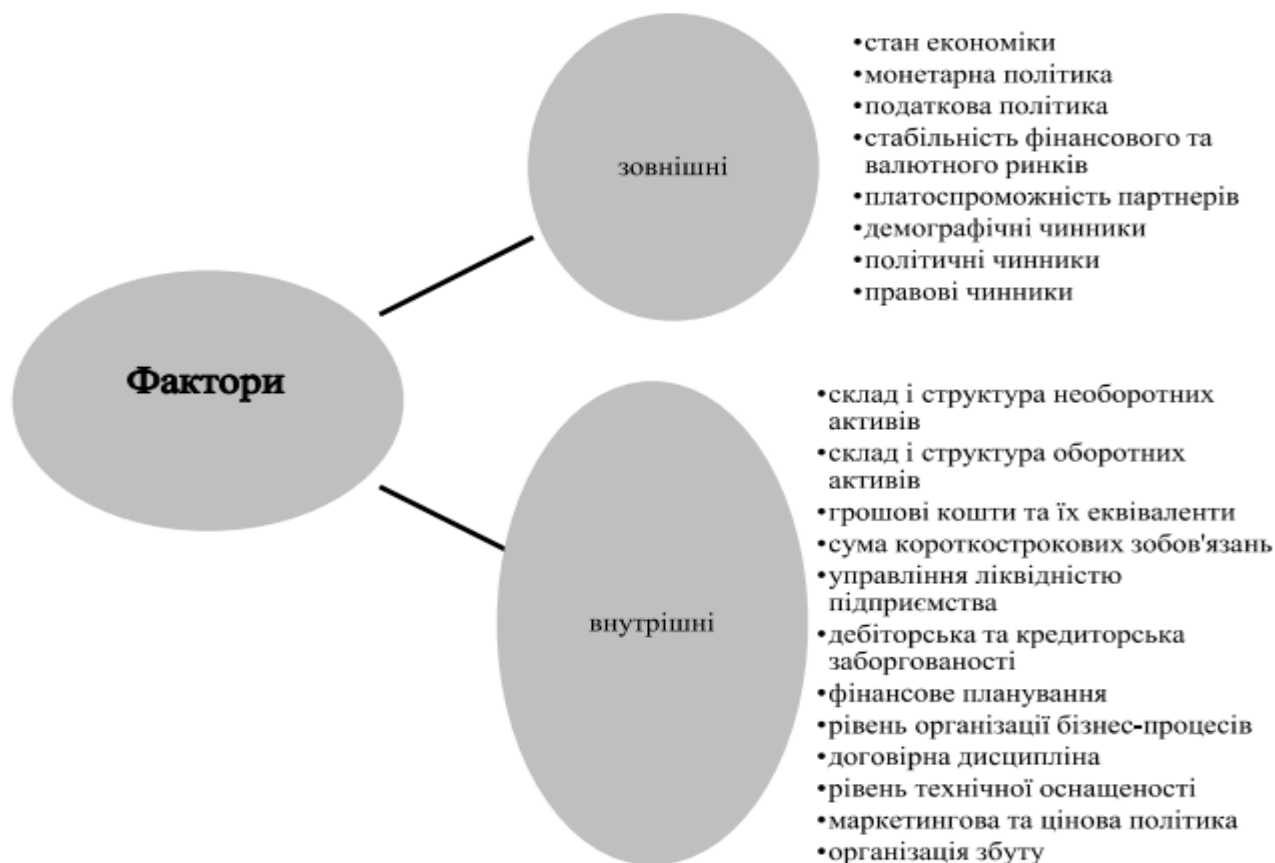 •стан економіки
•монетарна політика
•податкова політика
•стабільність фінансового та
валютного ринків
•платоспроможність партнерів
•демографічні чинники
•політичні чинники
•правові чинники
зовнішні
Фактори
•склад і структура необоротних
активів
•склад і структура оборотних
активів
•грошові кошти та їх еквіваленти
•сума короткострокових зобов'язань
•управління ліквідністю
підприємства
•дебіторська та кредиторська
заборгованості
•фінансове планування
•рівень організації бізнес-процесів
•договірна дисципліна
•рівень технічної оснащеності
•маркетингова та цінова політика
•організація збуту
внутрішні